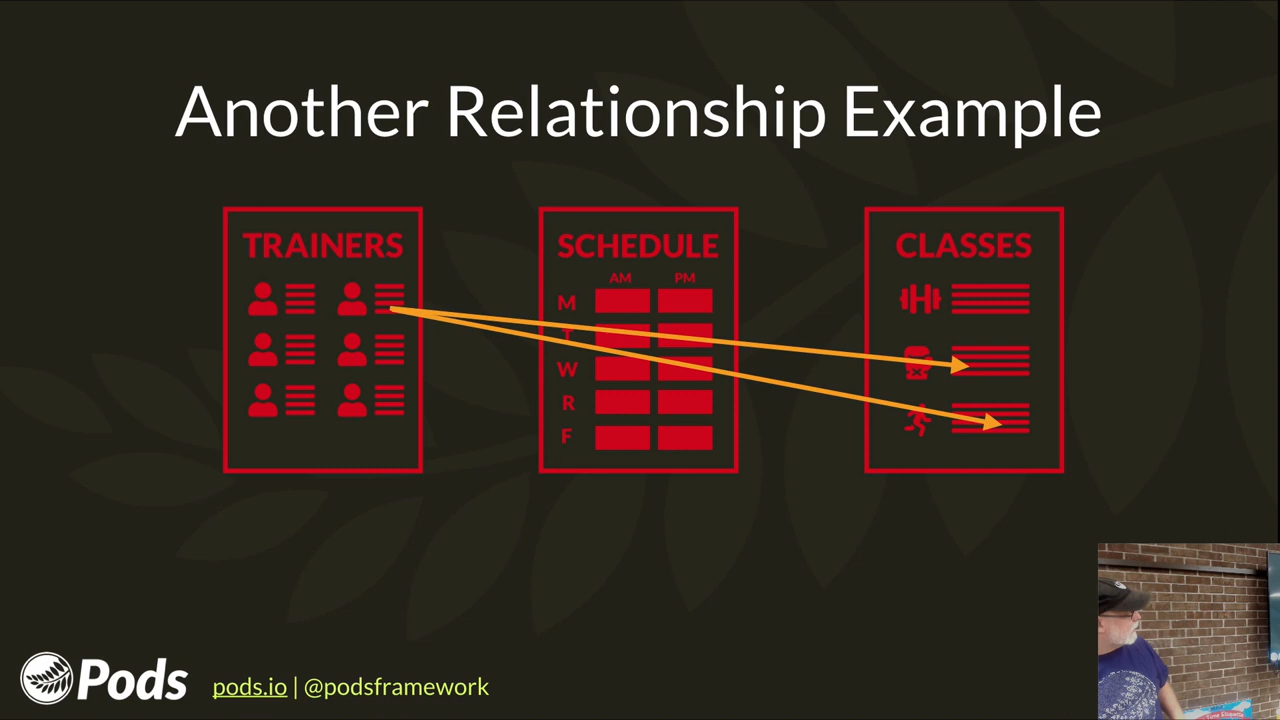 Another Relationship Example
TRAINERS
SCHEDULE
AM PM
M
T
W
R
F
CLASSES
Pods
pods.io | @podsframework